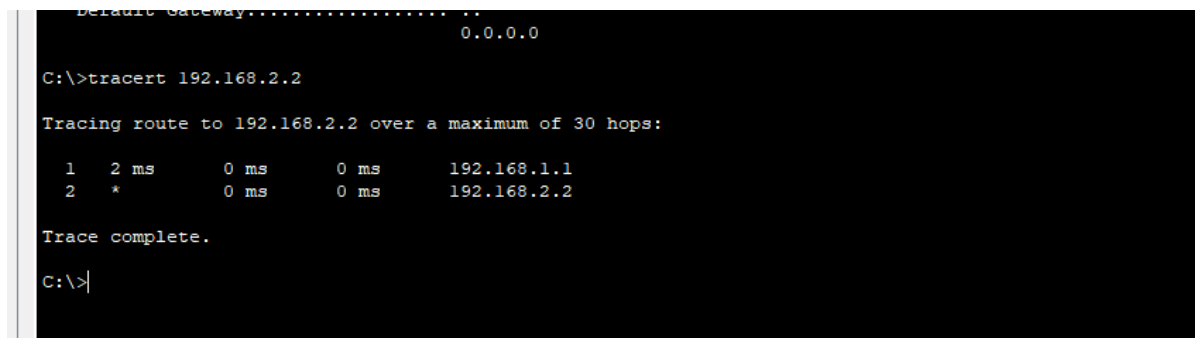 Default Gateway.................. ..
0.0.0.0
C:\>tracert 192.168.2.2
Tracing route to 192.168.2.2 over a maximum of 30 hops:
1 2 ms 0 ms 0 ms 192.168.1.1
2 * 0 ms 0 ms 192.168.2.2
Trace complete.
C:\>